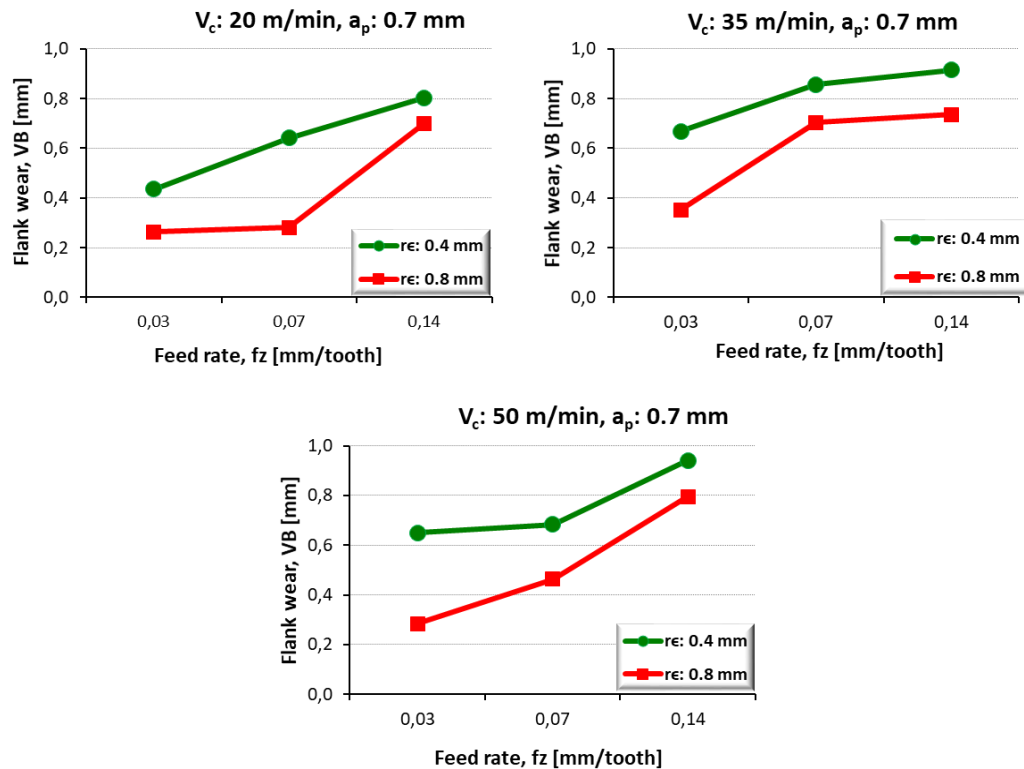 Vc: 20 m/min, ap: 0.7 mm
Flank wear, VB [mm]
1,0
0,8
0,6
0,4
0,2
0,0
rϵ: 0.4 mm
rϵ: 0.8 mm
0,03 0,07 0,14
Feed rate, fz [mm/tooth]
Vc: 35 m/min, ap: 0.7 mm
Flank wear, VB [mm]
1,0
0,8
0,6
0,4
0,2
0,0
rϵ: 0.4 mm
rϵ: 0.8 mm
0,03 0,07 0,14
Feed rate, fz [mm/tooth]
Vc: 50 m/min, ap: 0.7 mm
Flank wear, VB [mm]
1,0
0,8
0,6
0,4
0,2
0,0
rϵ: 0.4 mm
rϵ: 0.8 mm
0,03 0,07 0,14
Feed rate, fz [mm/tooth]